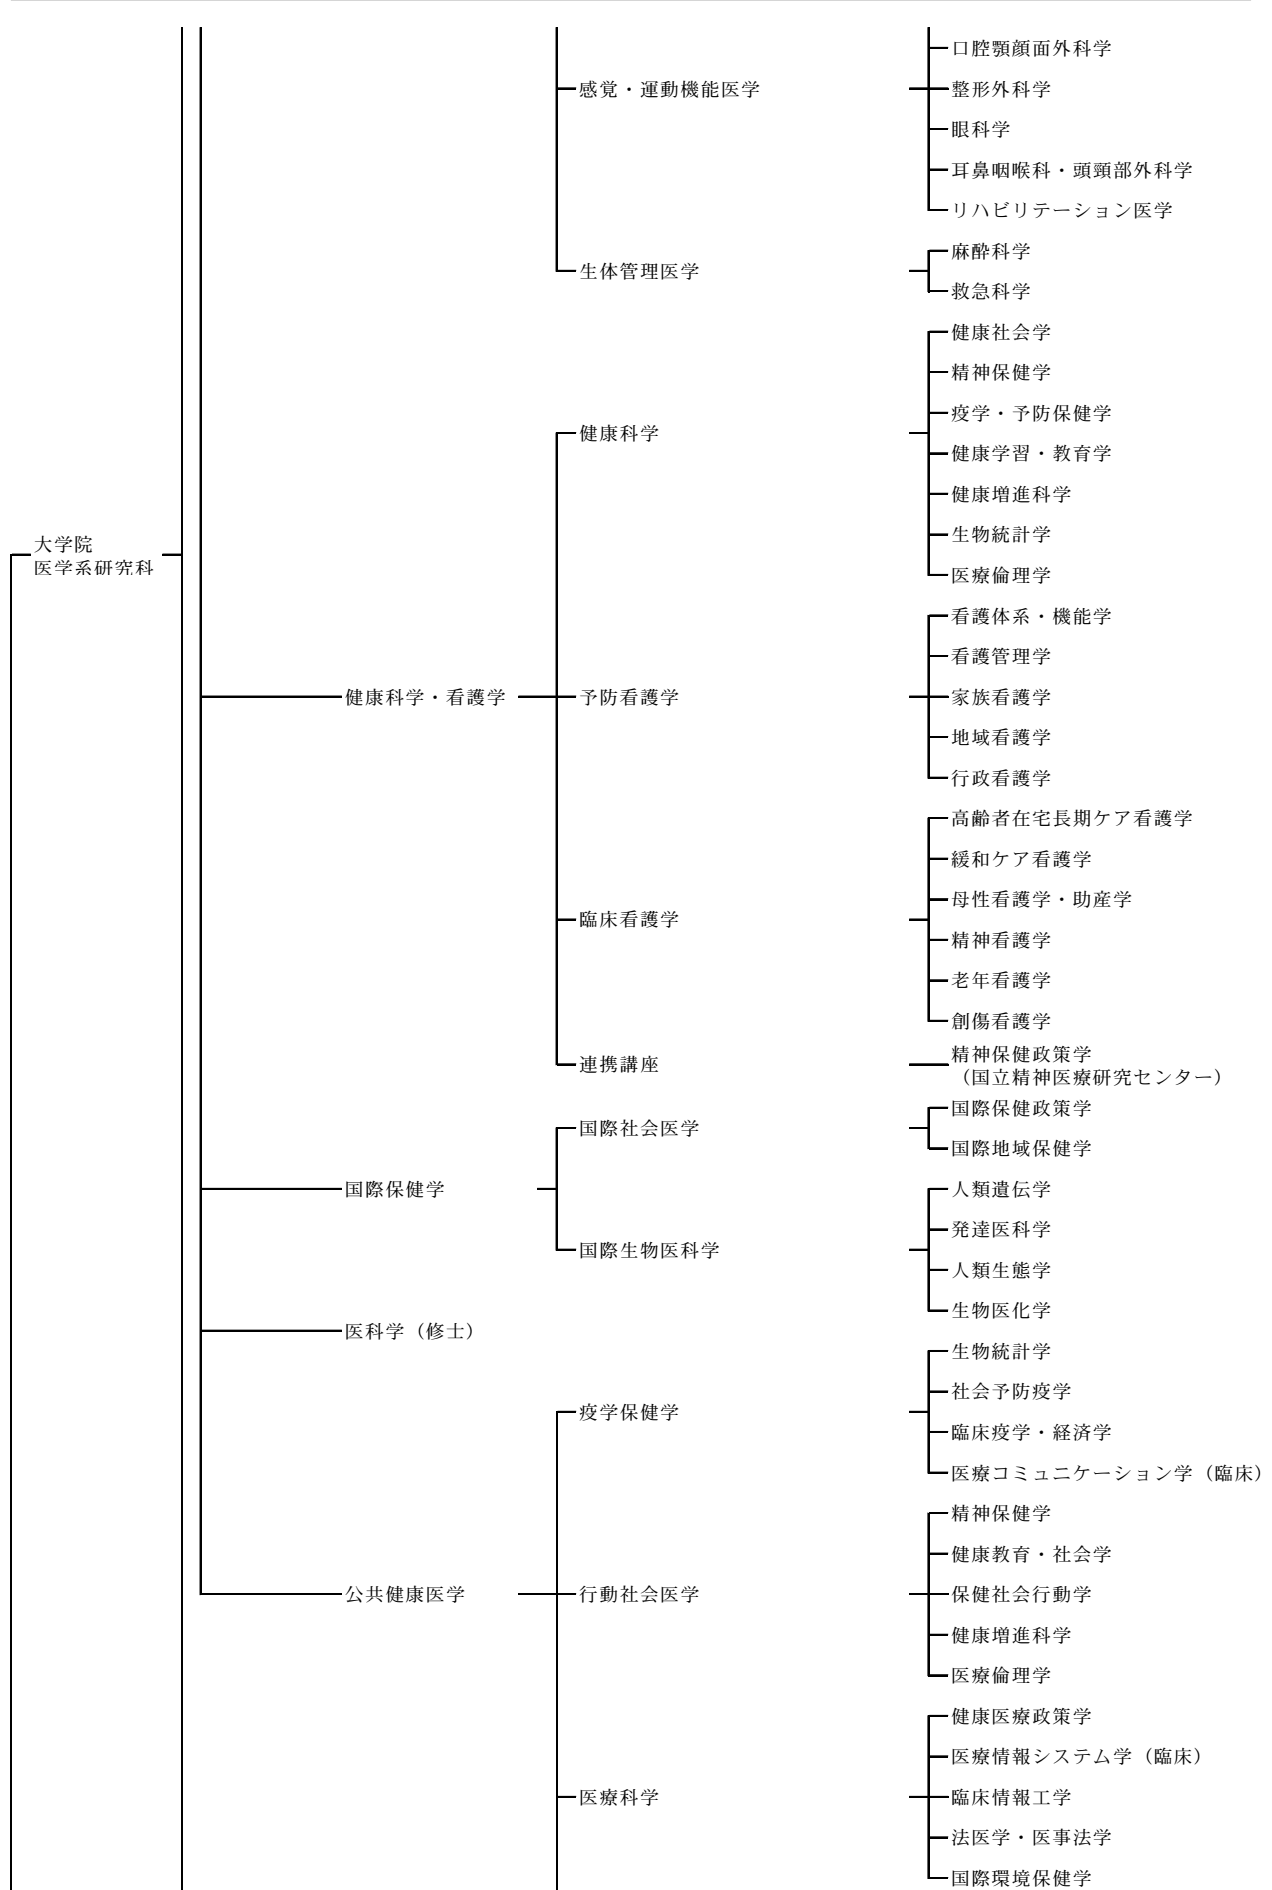 口腔顎顔面外科学
感覚・運動機能医学
整形外科学
眼科学
耳鼻咽喉科・頭頸部外科学
リハビリテーション医学
麻酔科学
生体管理医学
救急科学
健康社会学
精神保健学
疫学・予防保健学
健康科学
健康学習・教育学
健康増進科学
生物統計学
大学院
医学系研究科
医療倫理学
看護体系・機能学
看護管理学
健康科学・看護学
予防看護学
家族看護学
地域看護学
行政看護学
高齢者在宅長期ケア看護学
緩和ケア看護学
母性看護学・助産学
臨床看護学
精神看護学
老年看護学
創傷看護学
連携講座
精神保健政策学
（国立精神医療研究センター）
国際保健政策学
国際社会医学
国際地域保健学
国際保健学
人類遺伝学
発達医科学
国際生物医科学
人類生態学
生物医化学
医科学（修士）
生物統計学
社会予防疫学
疫学保健学
臨床疫学・経済学
医療コミュニケーション学（臨床）
精神保健学
健康教育・社会学
公共健康医学
行動社会医学
保健社会行動学
健康増進科学
医療倫理学
健康医療政策学
医療情報システム学（臨床）
医療科学
臨床情報工学
法医学・医事法学
国際環境保健学